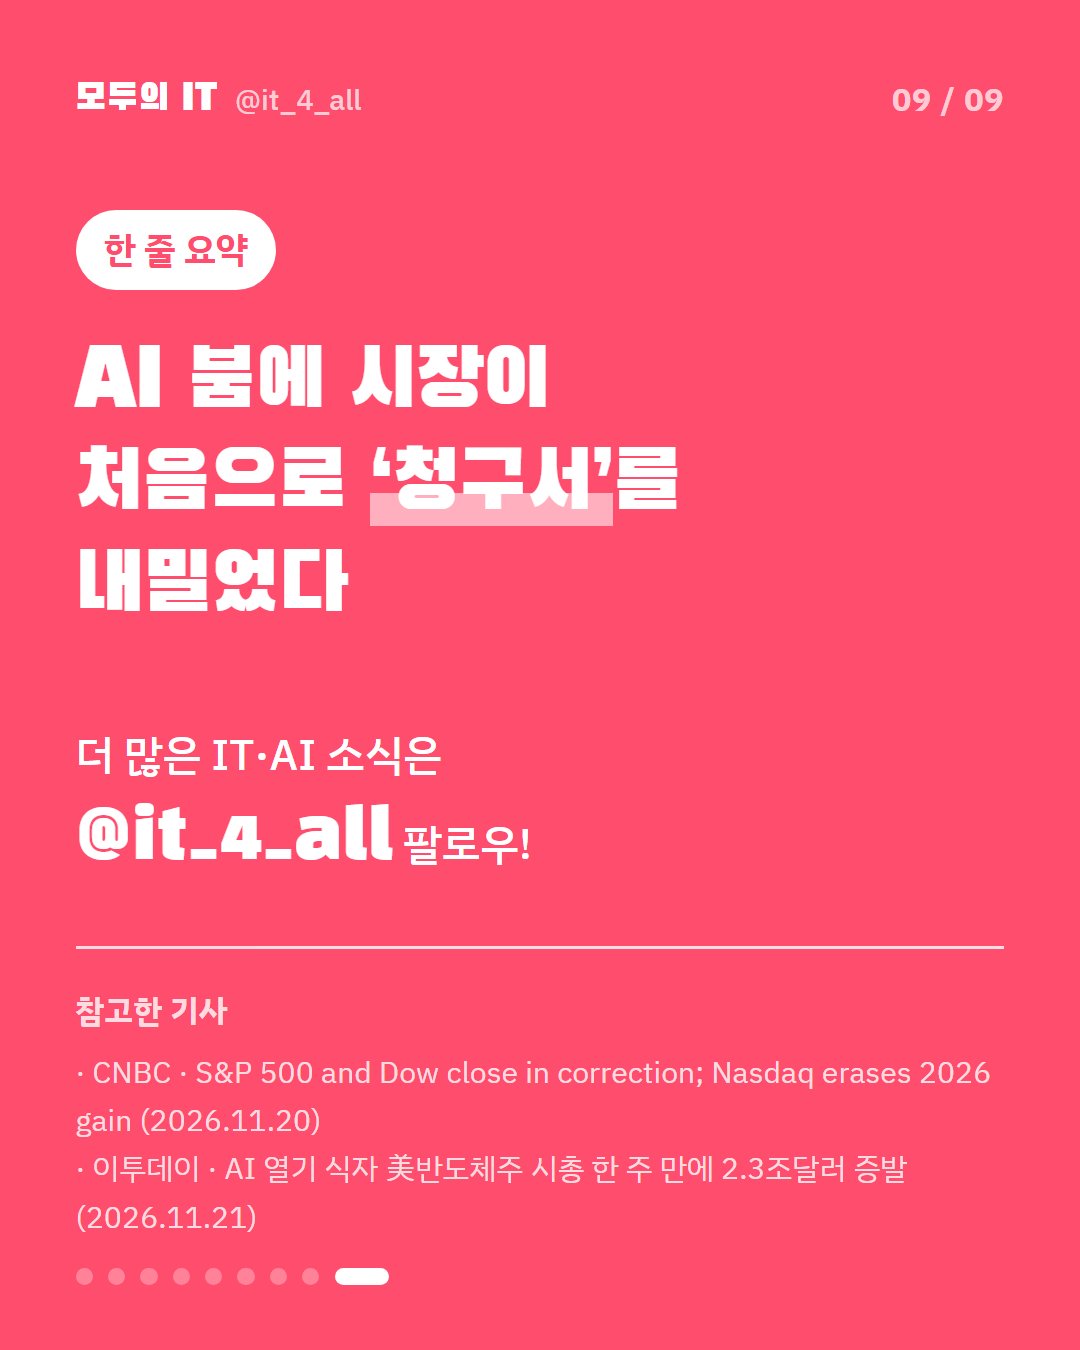 모두의 IT @it_4_all
09 / 09
한 줄 요약
AI 붐에 시장이
처음으로 ‘청구서’를
내밀었다
더 많은 IT·AI 소식은
@it_4_all 팔로우!
참고한 기사
· CNBC · S&P 500 and Dow close in correction; Nasdaq erases 2026
gain (2026.11.20)
· 이투데이 · AI 열기 식자 美반도체주 시총 한 주 만에 2.3조달러 증발
(2026.11.21)